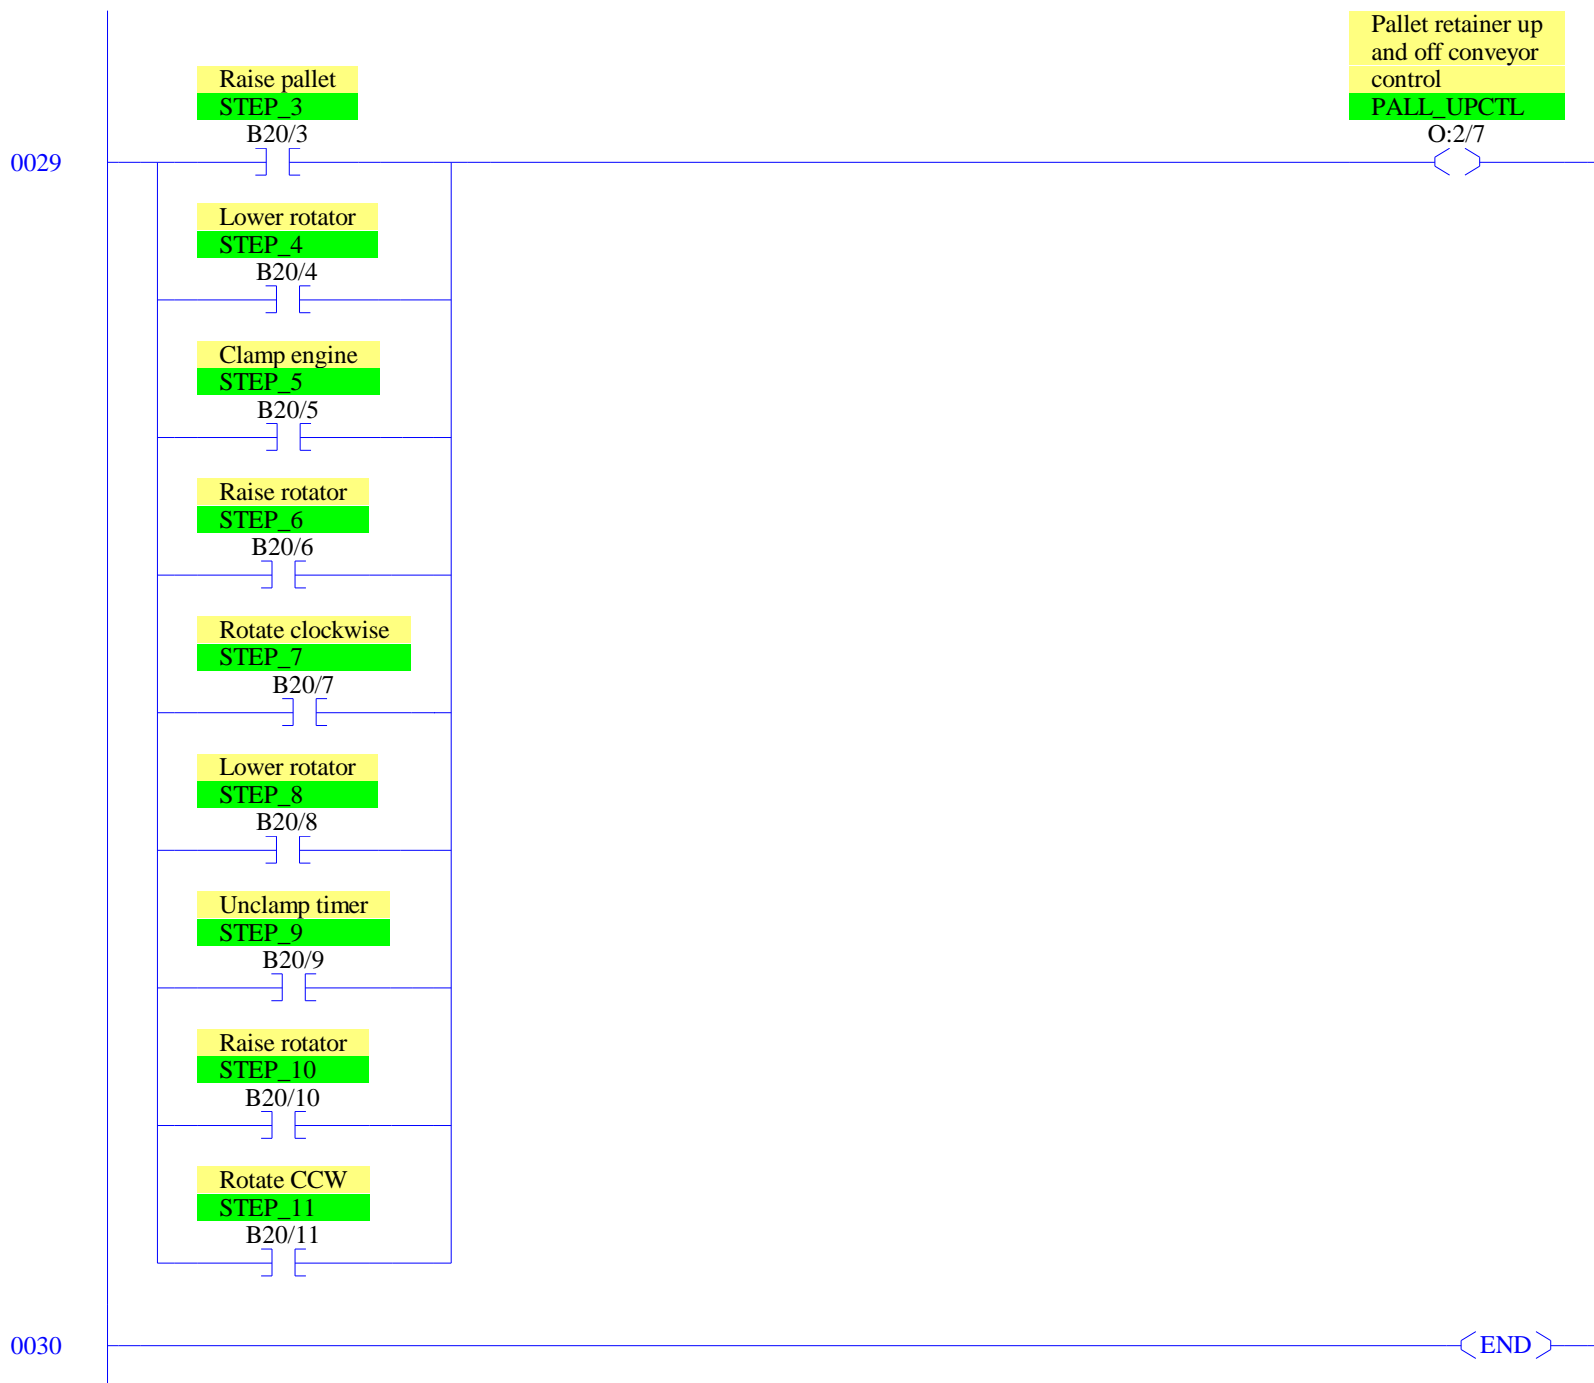 Pallet retainer up
and off conveyor
control
PALL_UPCTL
O:2/7
Raise pallet
STEP_3
B20/3
0029
Lower rotator
STEP_4
B20/4
Clamp engine
STEP_5
B20/5
Raise rotator
STEP_6
B20/6
Rotate clockwise
STEP_7
B20/7
Lower rotator
STEP_8
B20/8
Unclamp timer
STEP_9
B20/9
Raise rotator
STEP_10
B20/10
Rotate CCW
STEP_11
B20/11
0030
END